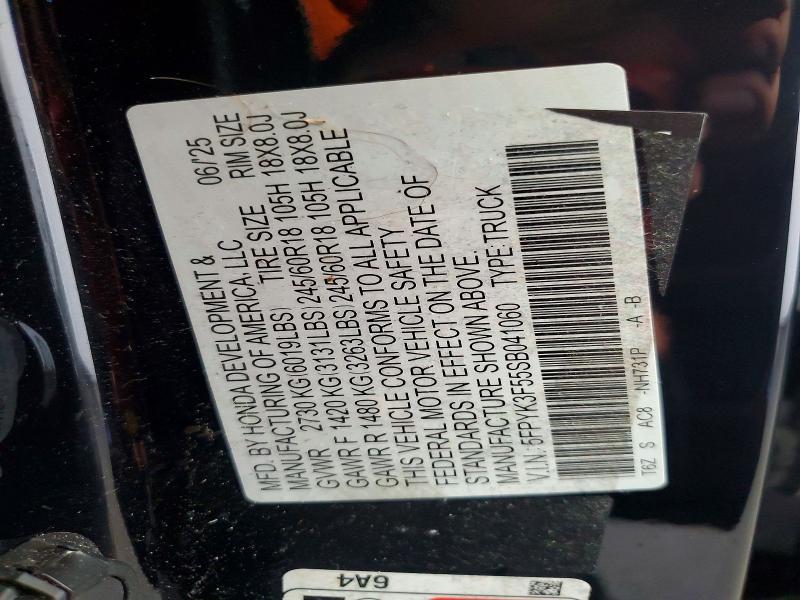 MFD. BY HONDA DEVELOPMENT & 06/'25
MANUFACTURING OF AMERICA, LLC
GVWR 2730 KG(6019LBS) TIRE SIZE RIM SIZE
GAWR F 1420 KG(3131LBS) 245/60R18 105H 18X8.0J
GAWR R 1480 KG(3263LBS) 245/60R18 105H 18X8.0J
THIS VEHICLE CONFORMS TO ALL APPLICABLE
FEDERAL MOTOR VEHICLE SAFETY
STANDARDS IN EFFECT ON THE DATE OF
MANUFACTURE SHOWN ABOVE.
V.I.N.: 5FPYK3F55SB041060 TYPE:TRUCK
T6Z S AC8 -NH731P -A -B
6A4